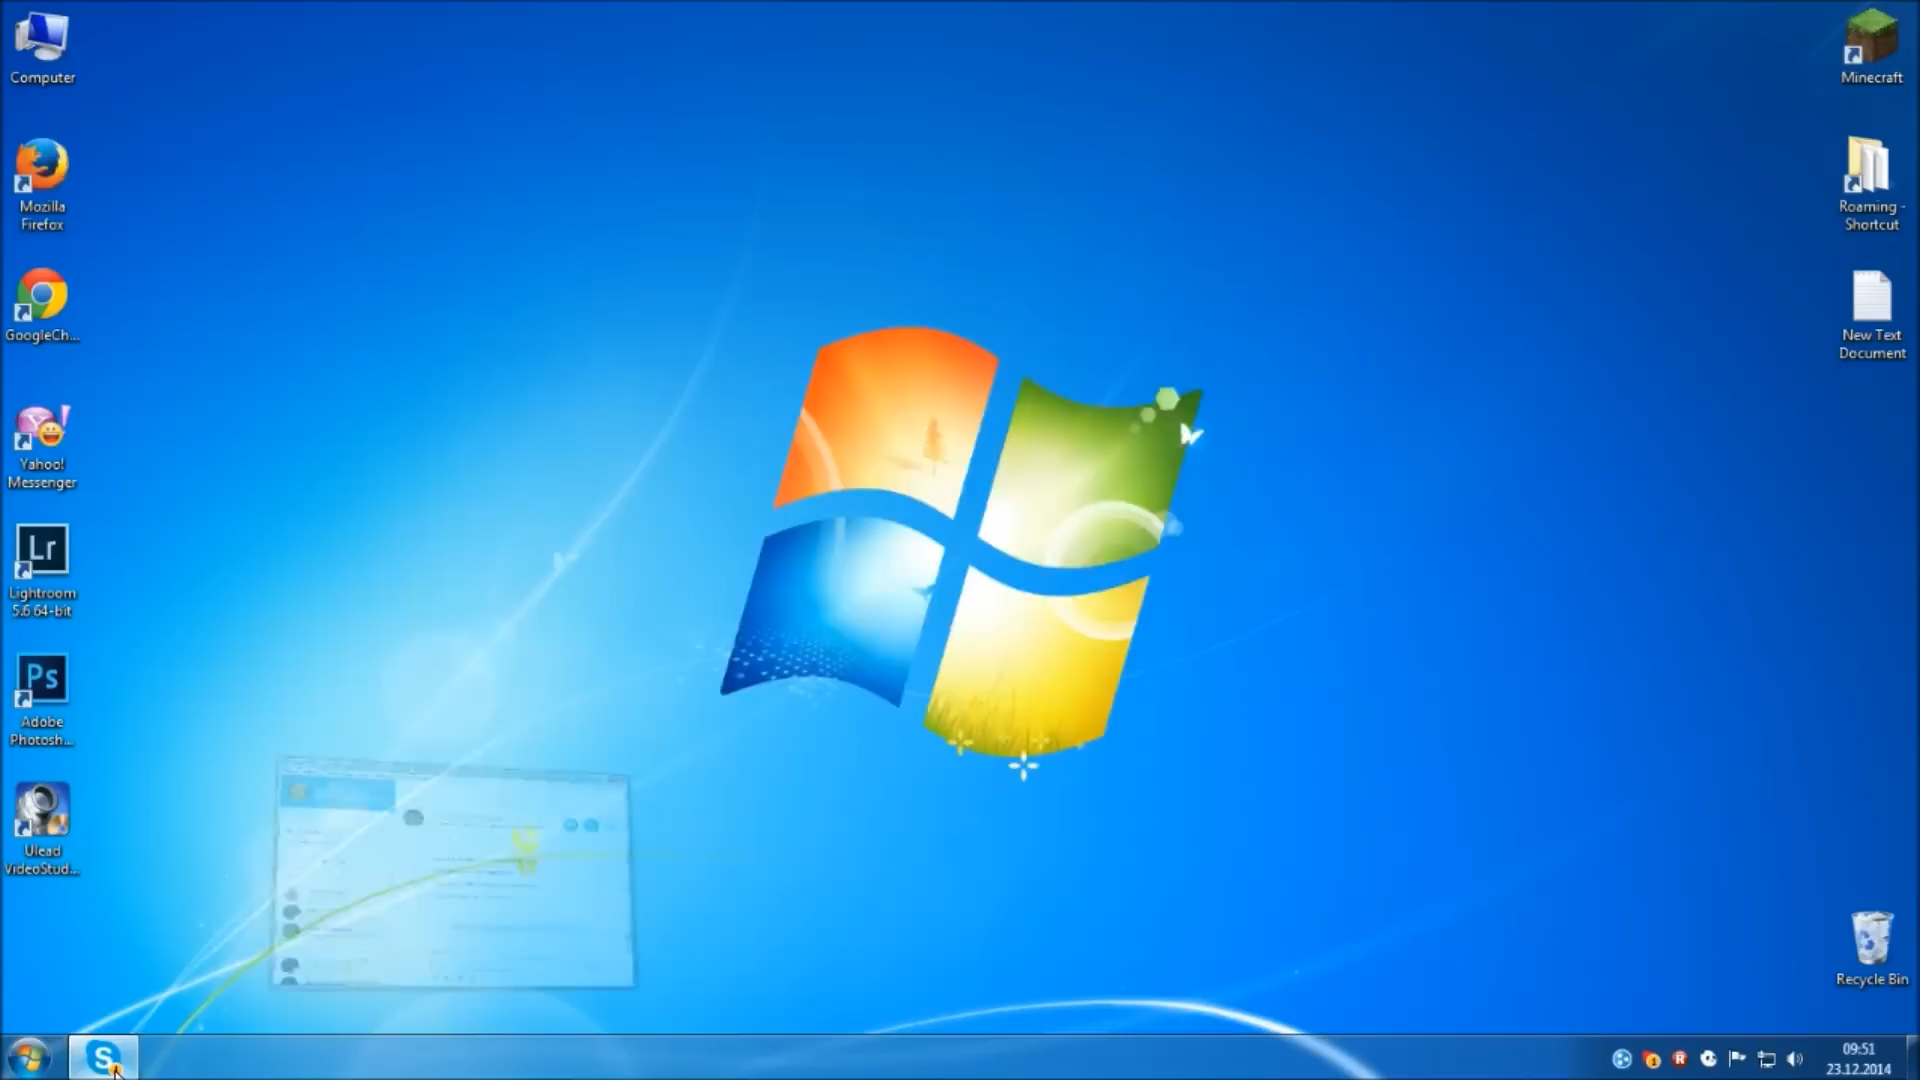 Computer
Mozilla
Firefox
GoogleCh...
Yahoo!
Messenger
Lr
Lightroom
5.6 64-bit
Ps
Adobe
Photosh...
Ulead
VideoStud...
Minecraft
Roaming -
Shortcut
New Text
Document
Recycle Bin
S
09:51
23.12.2014